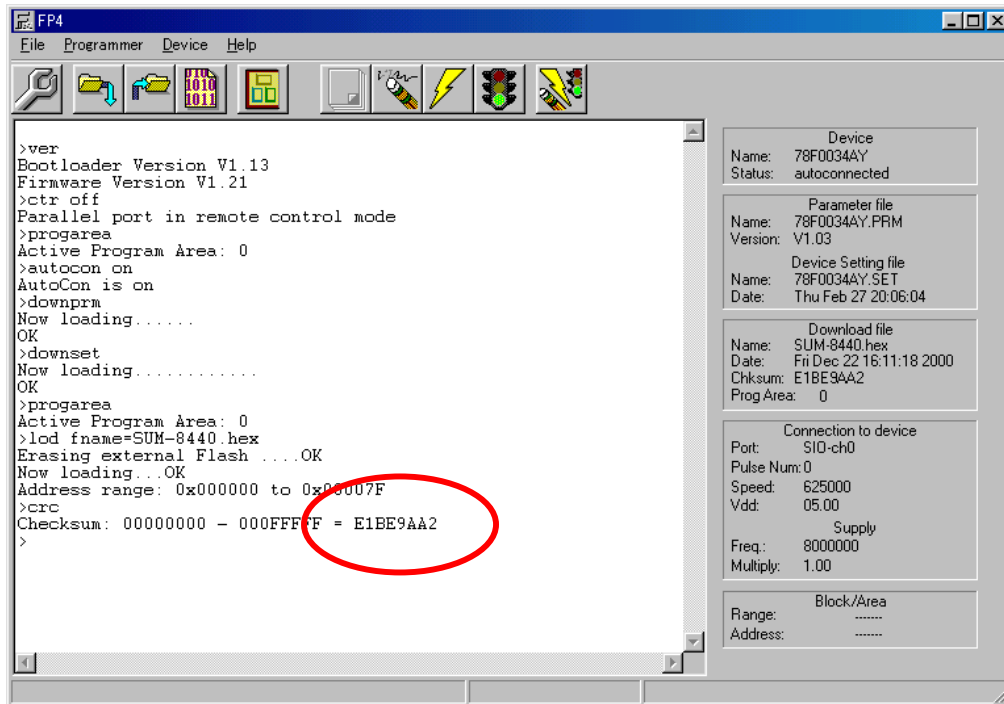 FP4
File Programmer Device Help
>ver
Bootloader Version V1.13
Firmware Version V1.21
>ctr off
Parallel port in remote control mode
>progarea
Active Program Area: 0
>autocon on
AutoCon is on
>downprm
Now loading......
OK
>downset
Now loading............
OK
>progarea
Active Program Area: 0
>lod fname=SUM-8440.hex
Erasing external Flash ....OK
Now loading...OK
Address range: 0x000000 to 0x00007F
>crc
Checksum: 00000000 - 000FFFFF = E1BE9AA2
>
Device
Name: 78F0034AY
Status: autoconnected
Parameter file
Name: 78F0034AY.PRM
Version: V1.03
Device Setting file
Name: 78F0034AY.SET
Date: Thu Feb 27 20:06:04
Download file
Name: SUM-8440.hex
Date: Fri Dec 22 16:11:18 2000
Chksum: E1BE9AA2
Prog Area: 0
Connection to device
Port: SIO-ch0
Pulse Num: 0
Speed: 625000
Vdd: 05.00
Supply
Freq.: 8000000
Multiply: 1.00
Block/Area
Range: -------
Address: -------